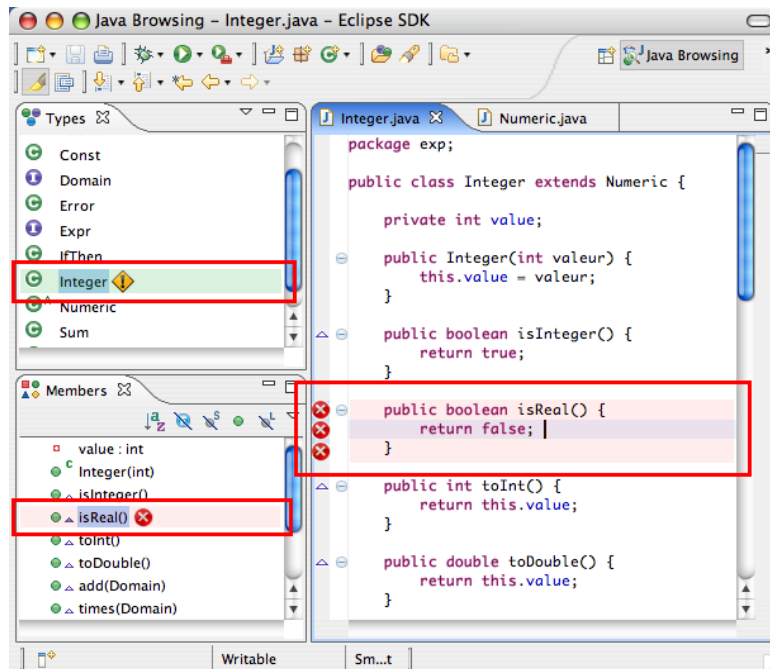 Java Browsing - Integer.java - Eclipse SDK
Java Browsing
Types
Const
Domain
Error
Expr
IfThen
Integer
Numeric
Sum
Members
value : int
Integer(int)
isInteger()
isReal()
toInt()
toDouble()
add(Domain)
times(Domain)
Integer.java
Numeric.java
package exp;
public class Integer extends Numeric {
private int value;
public Integer(int valeur) {
this.value = valeur;
}
public boolean isInteger() {
return true;
}
public boolean isReal() {
return false;
}
public int toInt() {
return this.value;
}
public double toDouble() {
return this.value;
}
Writable
Sm...t